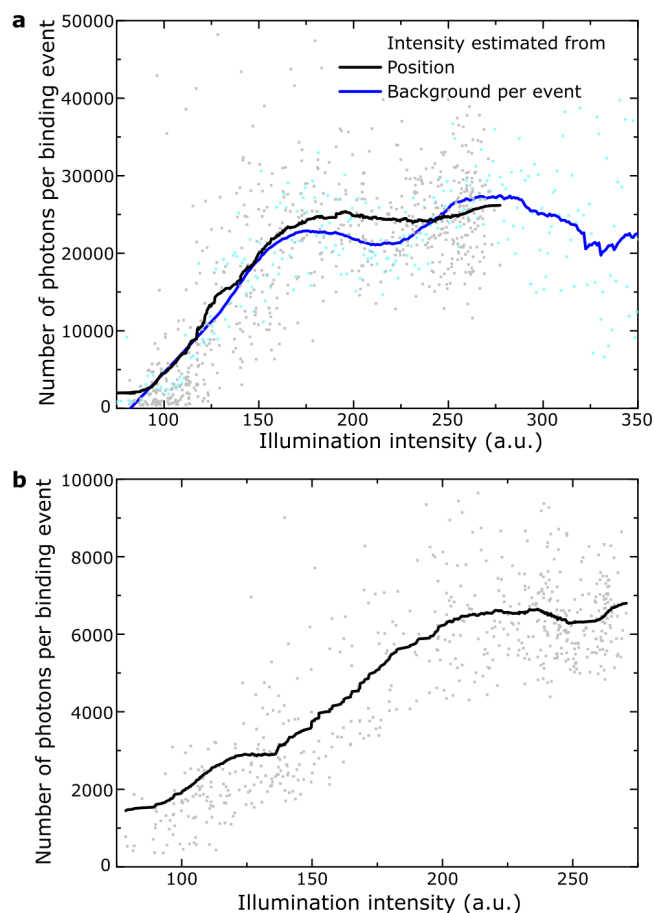 a
50000
40000
30000
20000
10000
0
Number of photons per binding event
Intensity estimated from
Position
Background per event
100 150 200 250 300 350
Illumination intensity (a.u.)
b
10000
8000
6000
4000
2000
0
Number of photons per binding event
100 150 200 250
Illumination intensity (a.u.)